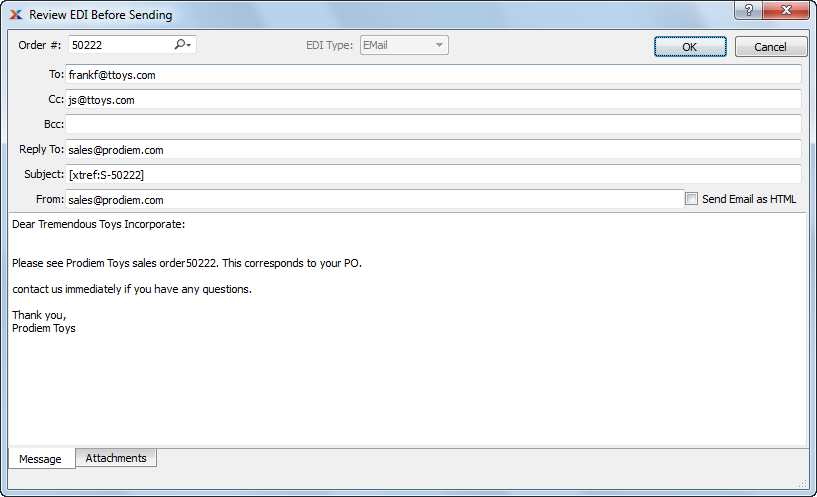 Review EDI Before Sending
Order #: 50222 EDI Type: EMail OK Cancel
To: frankf@ttoys.com
Cc: js@ttoys.com
Bcc:
Reply To: sales@prodiem.com
Subject: [xtref:S-50222]
From: sales@prodiem.com Send Email as HTML
Dear Tremendous Toys Incorporate:
Please see Prodiem Toys sales order50222. This corresponds to your PO.
contact us immediately if you have any questions.
Thank you,
Prodiem Toys
Message Attachments